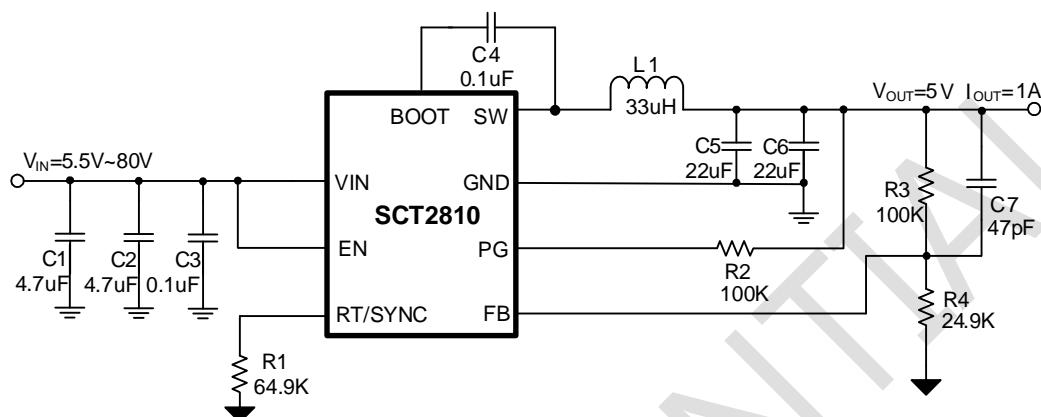 C4
0.1uF
L1
33uH
VOUT=5V IOUT=1A
BOOT
SW
VIN=5.5V~80V
VIN
GND
SCT2810
C5
22uF
C6
22uF
R3
100K
C7
47pF
EN
PG
R2
100K
C1
4.7uF
C2
4.7uF
C3
0.1uF
RT/SYNC
FB
R4
24.9K
R1
64.9K
NTIAL